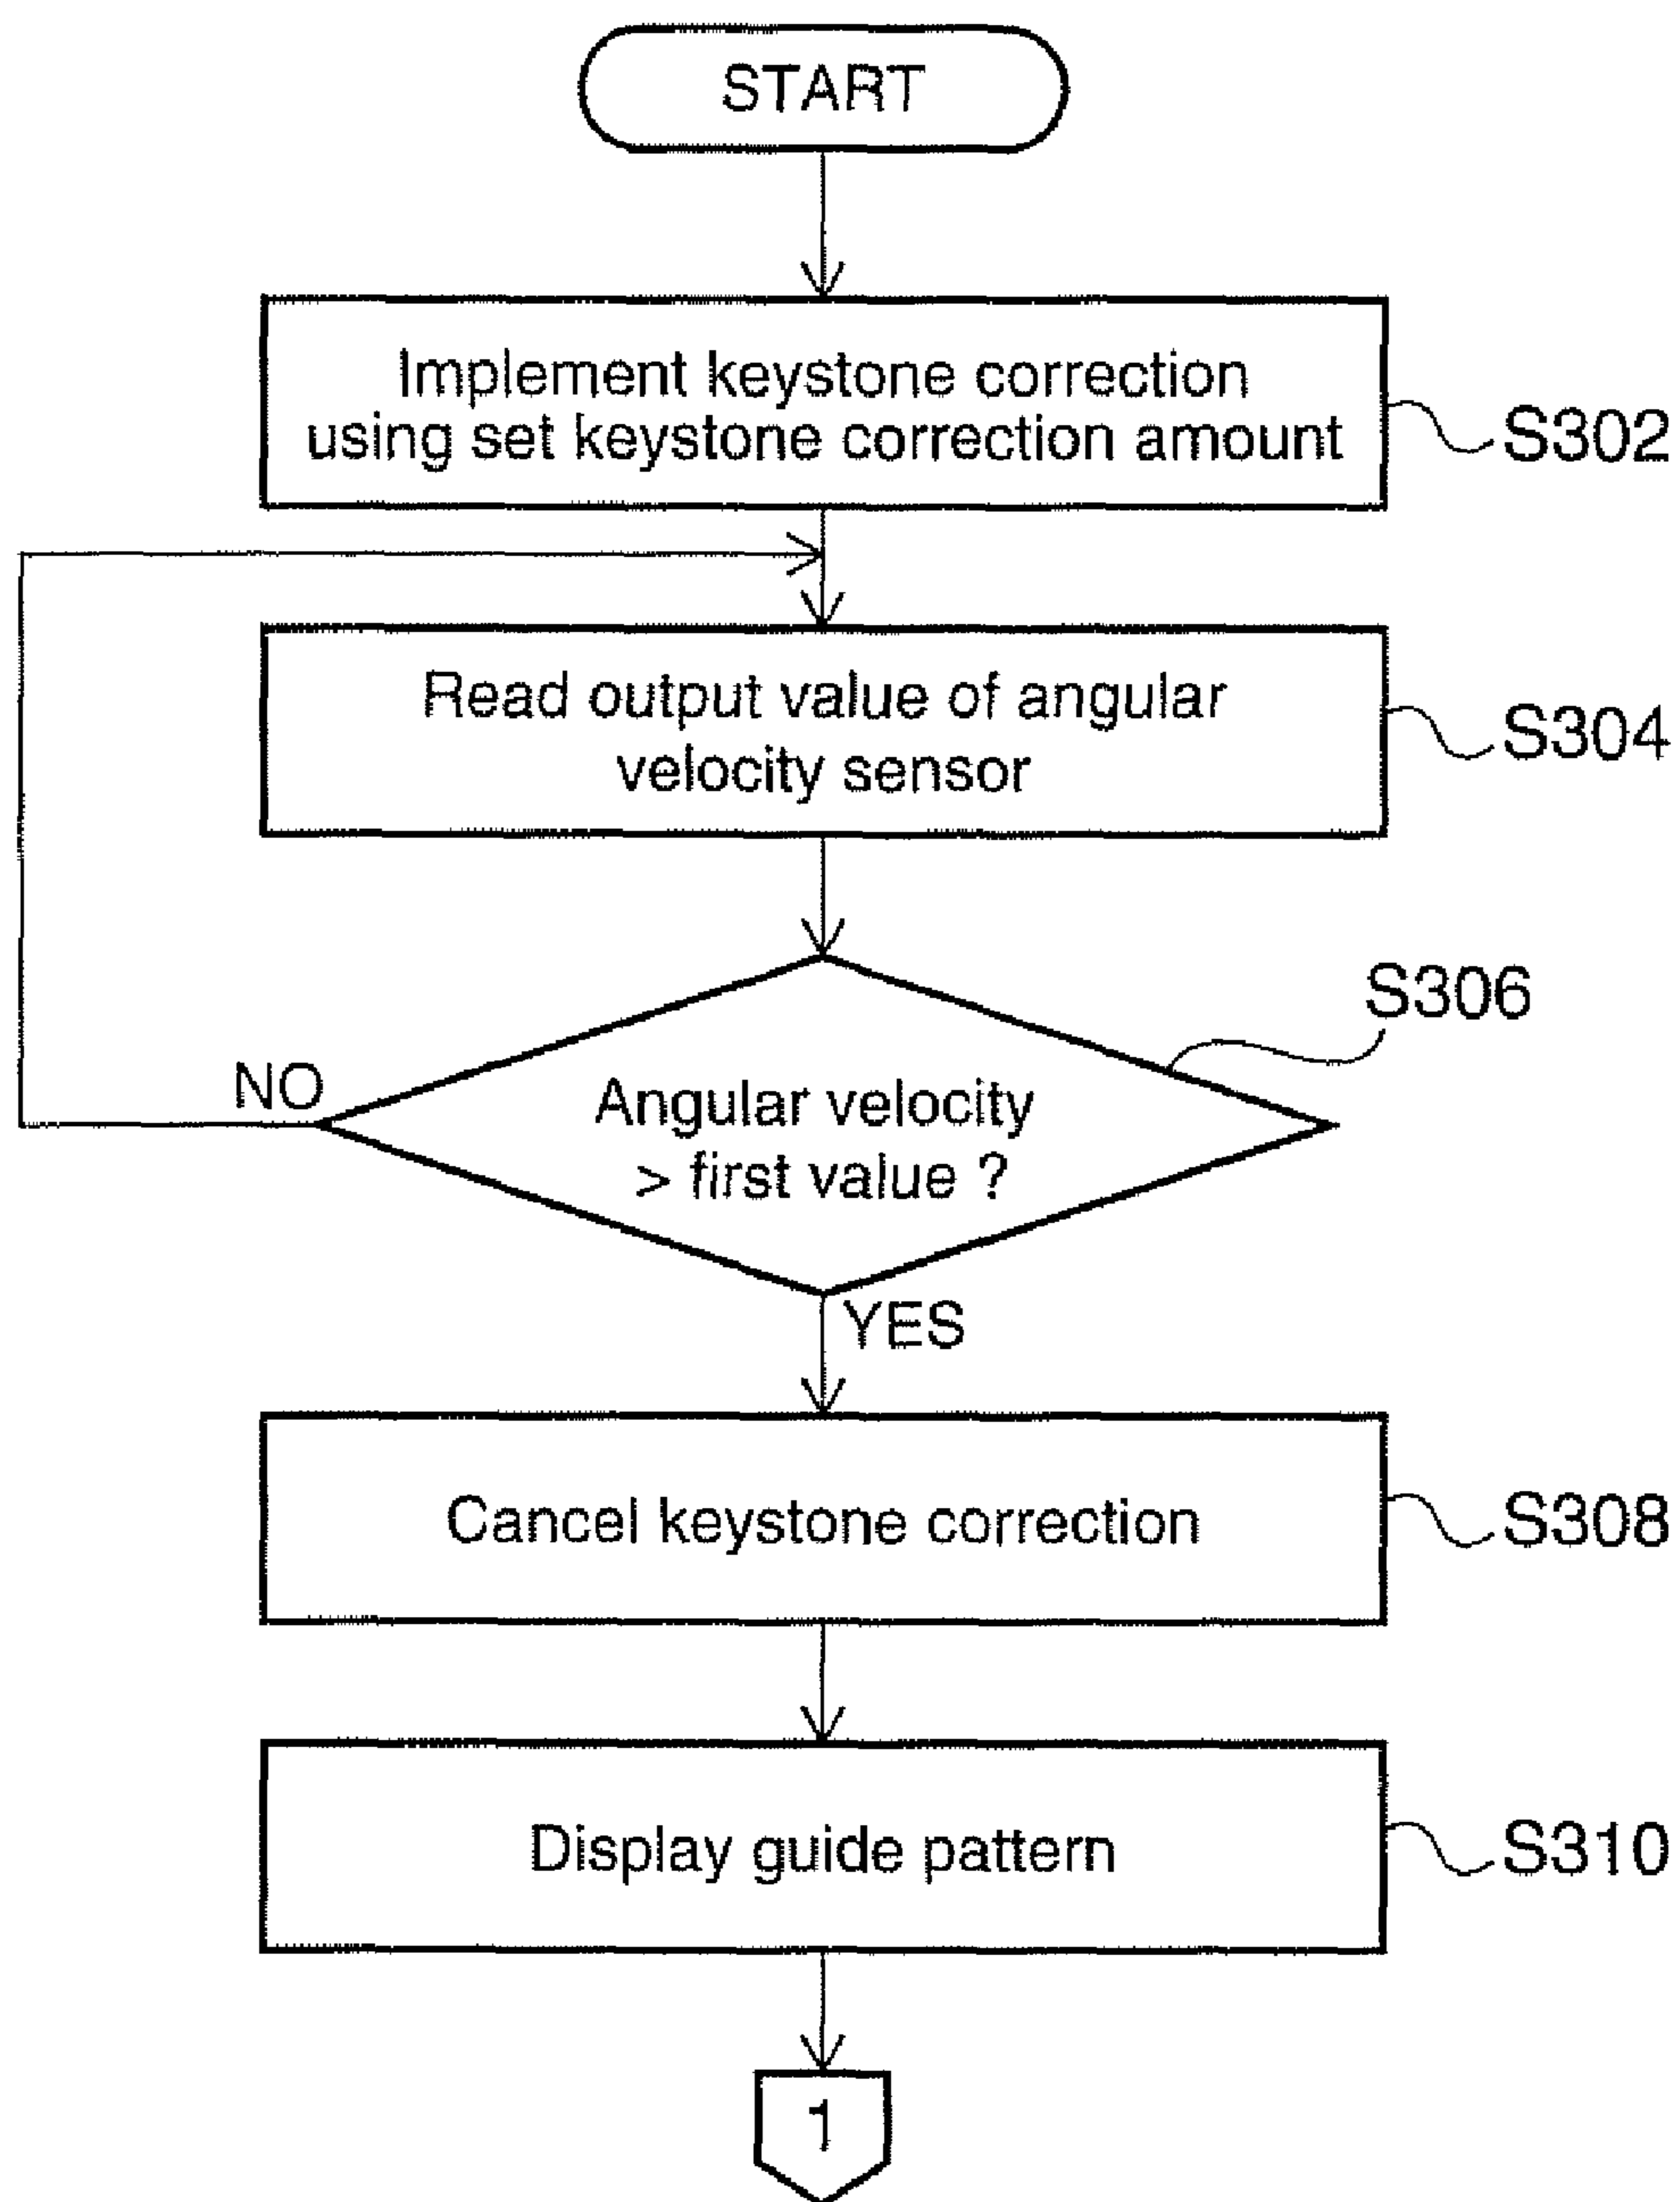 START
Implement keystone correction
using set keystone correction amount
S302
Read output value of angular
velocity sensor
S304
S306
NO
Angular velocity
> first value ?
YES
Cancel keystone correction
S308
Display guide pattern
S310
1